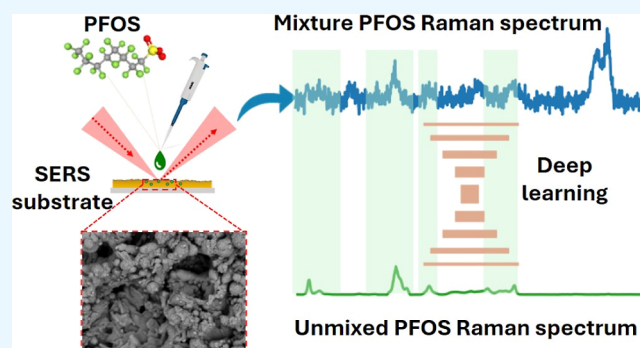 PFOS
Mixture PFOS Raman spectrum
SERS
substrate
Deep
learning
Unmixed PFOS Raman spectrum